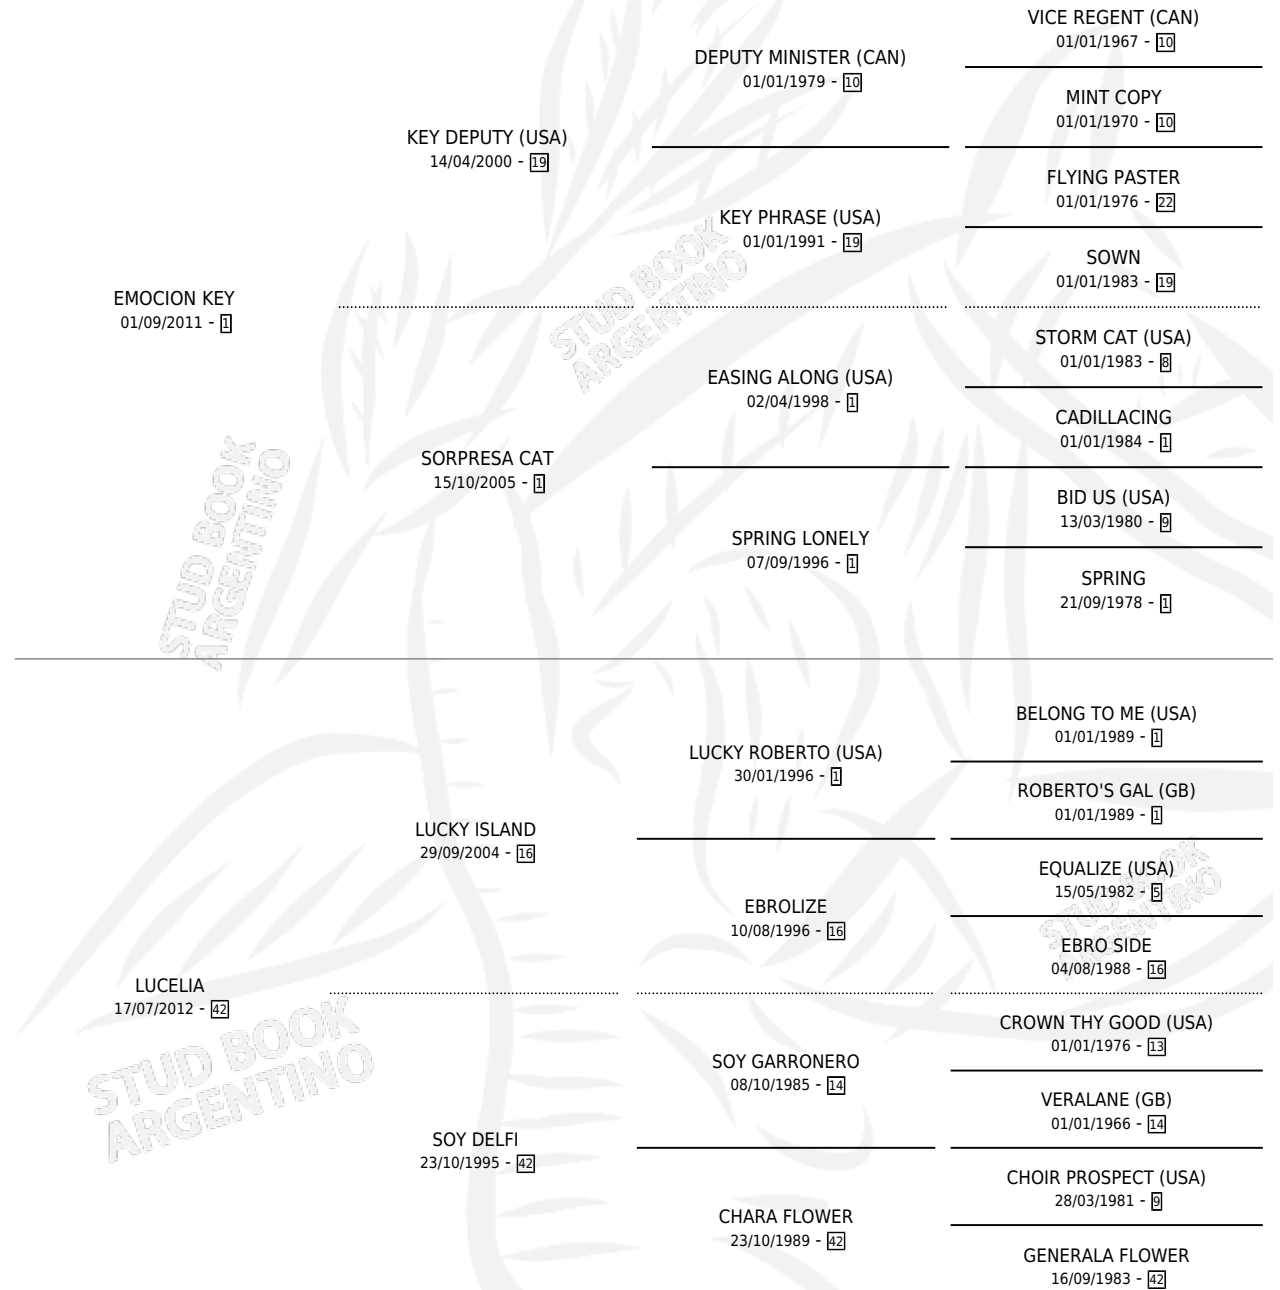 VICE REGENT (CAN)
01/01/1967 - 10
DEPUTY MINISTER (CAN)
01/01/1979 - 10
MINT COPY
01/01/1970 - 10
KEY DEPUTY (USA)
14/04/2000 - 19
FLYING PASTER
01/01/1976 - 22
KEY PHRASE (USA)
01/01/1991 - 19
SOWN
01/01/1983 - 19
EMOCION KEY
01/09/2011 - 1
STORM CAT (USA)
01/01/1983 - 8
EASING ALONG (USA)
02/04/1998 - 1
CADILLACING
01/01/1984 - 1
SORPRESA CAT
15/10/2005 - 1
BID US (USA)
13/03/1980 - 9
SPRING LONELY
07/09/1996 - 1
SPRING
21/09/1978 - 1
STUD BOOK
ARGENTINO
STUD BOOK
ARGENTINO
BELONG TO ME (USA)
01/01/1989 - 1
LUCKY ROBERTO (USA)
30/01/1996 - 1
ROBERTO'S GAL (GB)
01/01/1989 - 1
LUCKY ISLAND
29/09/2004 - 16
EQUALIZE (USA)
15/05/1982 - 5
EBROLIZE
10/08/1996 - 16
EBRO SIDE
04/08/1988 - 16
STUD BOOK
ARGENTINO
LUCELIA
17/07/2012 - 42
CROWN THY GOOD (USA)
01/01/1976 - 13
SOY GARRONERO
08/10/1985 - 14
VERALANE (GB)
01/01/1966 - 14
SOY DELFI
23/10/1995 - 42
CHOIR PROSPECT (USA)
28/03/1981 - 9
CHARA FLOWER
23/10/1989 - 42
GENERALA FLOWER
16/09/1983 - 42
STUD BOOK
ARGENTINO